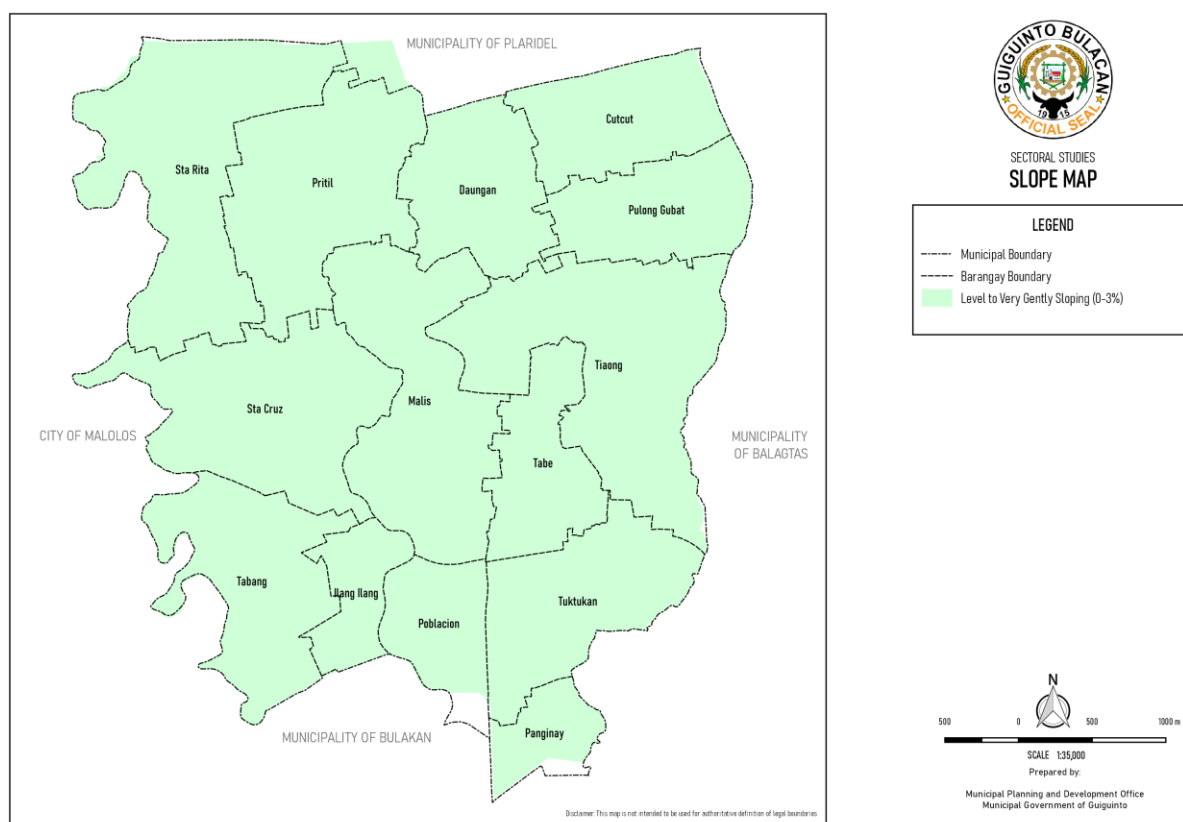 MUNICIPALITY OF PLARIDEL
Cutcut
Sta Rita
Pritil
Daungan
Pulong Gubat
Tiaong
Malis
Sta Cruz
CITY OF MALOLOS
MUNICIPALITY
OF BALAGTAS
Tabe
Tabang
Ilang Ilang
Tuktukan
Poblacion
MUNICIPALITY OF BULAKAN
Panginay
Disclaimer: This map is not intended to be used for authoritative definition of legal boundaries
GUIGUINTO BULACAN
1915
OFFICIAL SEAL
SECTORAL STUDIES
SLOPE MAP
LEGEND
Municipal Boundary
Barangay Boundary
Level to Very Gently Sloping (0-3%)
N
500 0 500 1000 m
SCALE 1:35,000
Prepared by:
Municipal Planning and Development Office
Municipal Government of Guiguinto